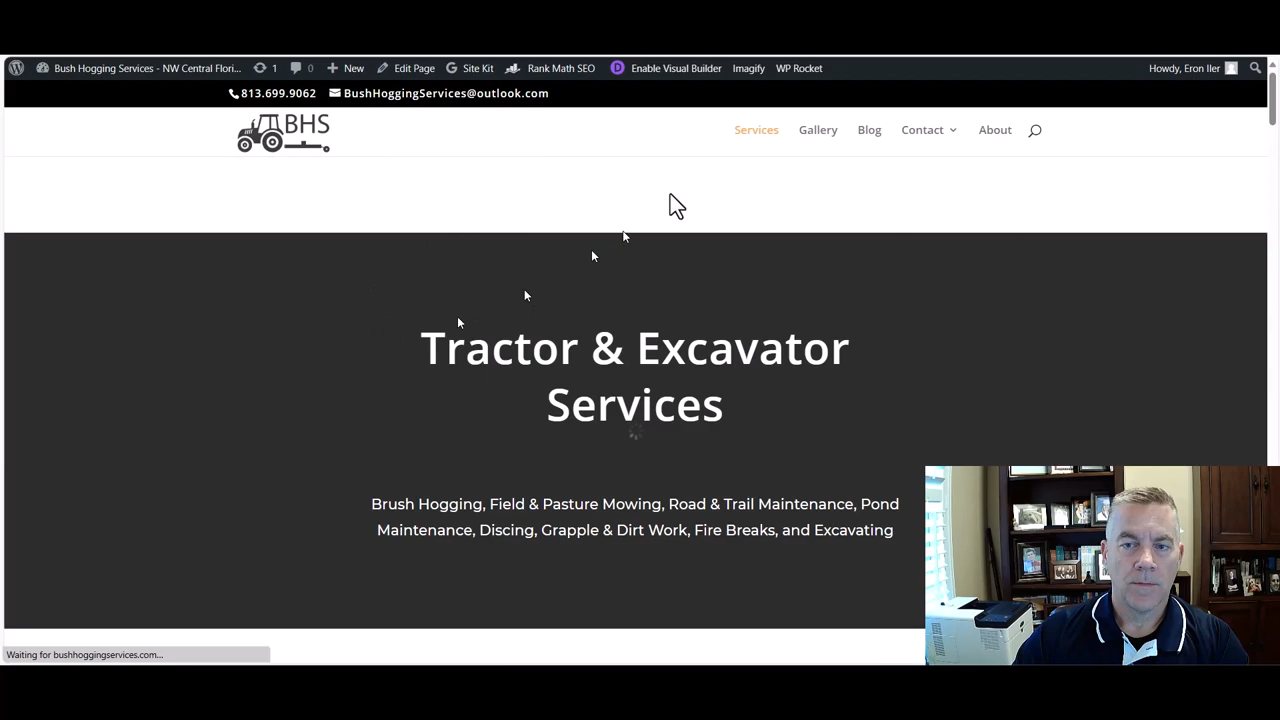 Bush Hogging Services - NW Central Flori... 1 0 New Edit Page Site Kit Rank Math SEO Enable Visual Builder Imagify WP Rocket Howdy, Eron Iler
813.699.9062 BushHoggingServices@outlook.com
BHS Services Gallery Blog Contact About
Tractor & Excavator
Services
Brush Hogging, Field & Pasture Mowing, Road & Trail Maintenance, Pond
Maintenance, Discing, Grapple & Dirt Work, Fire Breaks, and Excavating
Waiting for bushhoggingservices.com...